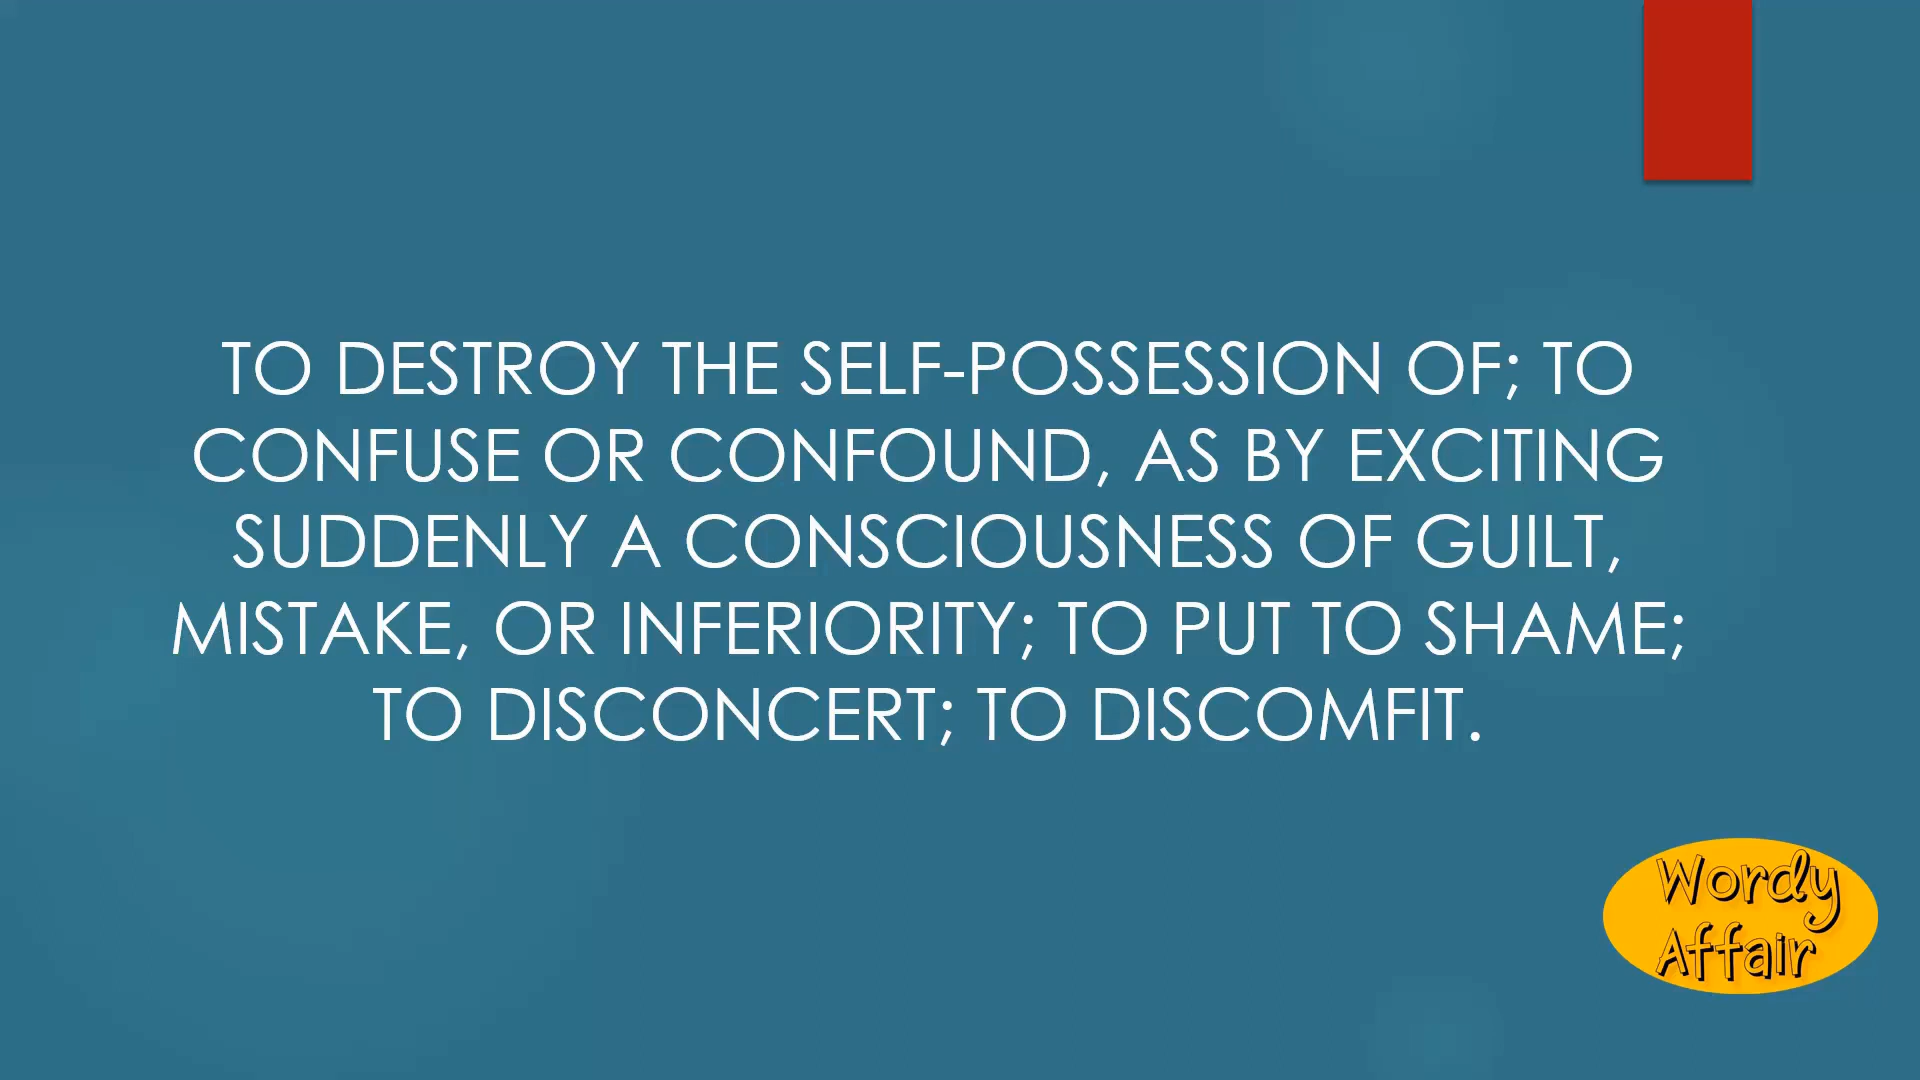 TO DESTROY THE SELF-POSSESSION OF; TO
CONFUSE OR CONFOUND, AS BY EXCITING
SUDDENLY A CONSCIOUSNESS OF GUILT,
MISTAKE, OR INFERIORITY; TO PUT TO SHAME;
TO DISCONCERT; TO DISCOMFIT.
Wordy
Affair